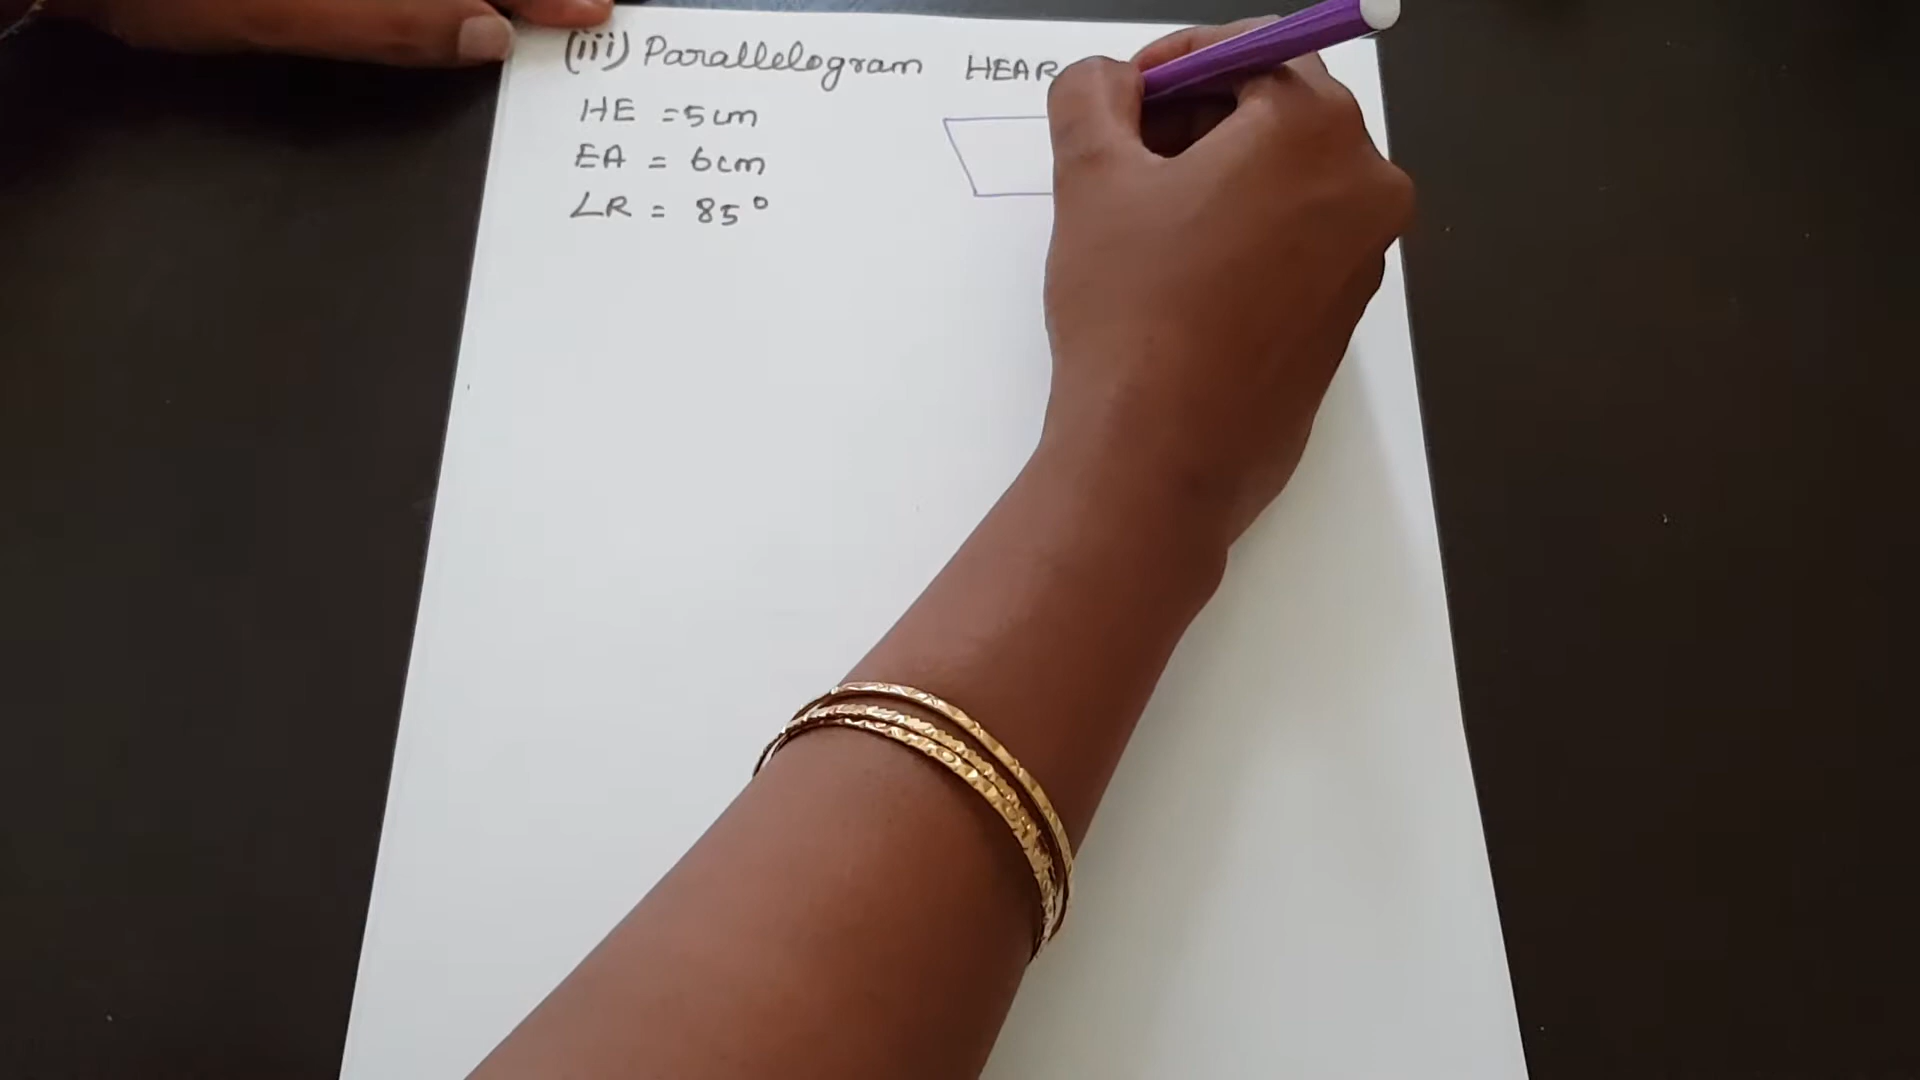 (iii) Parallelogram HEAR
HE = 5cm
EA = 6cm
∠R = 85°